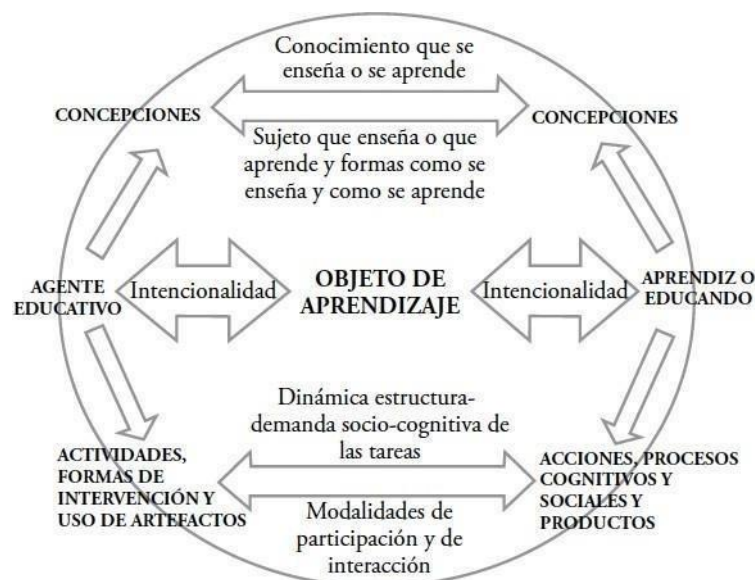 Conocimiento que se
enseña o se aprende
CONCEPCIONES
CONCEPCIONES
Sujeto que enseña o que
aprende y formas como se
enseña y como se aprende
AGENTE
EDUCATIVO
Intencionalidad
OBJETO DE
APRENDIZAJE
Intencionalidad
APRENDIZ O
EDUCANDO
Dinámica estructura-
demanda socio-cognitiva de
las tareas
ACTIVIDADES,
FORMAS DE
INTERVENCIÓN Y
USO DE ARTEFACTOS
ACCIONES, PROCESOS
COGNITIVOS Y
SOCIALES Y
PRODUCTOS
Modalidades de
participación y de
interacción